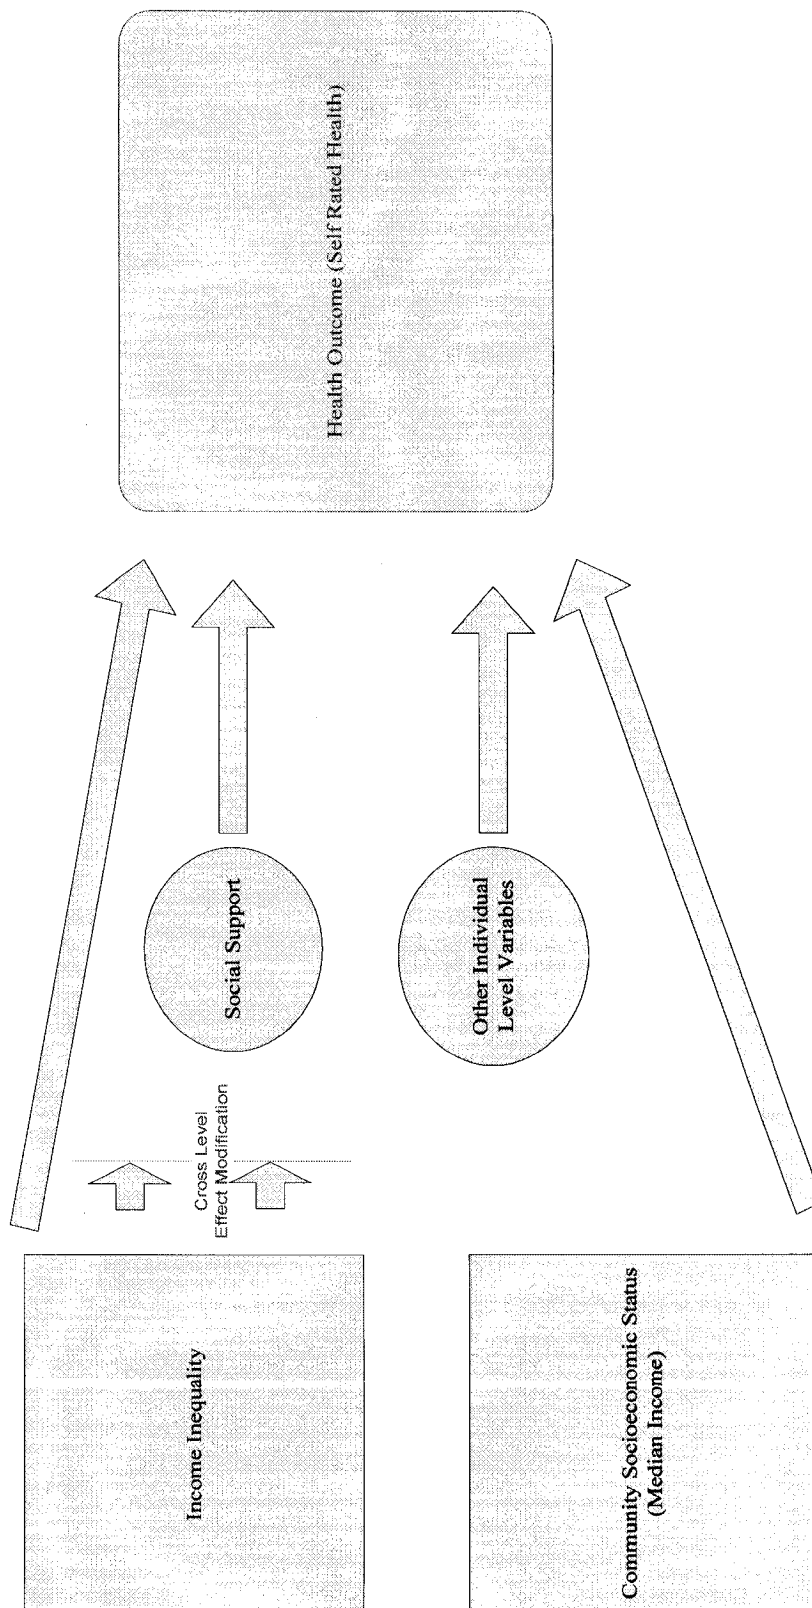 Income Inequality
Cross Level
Effect Modification
Social Support
Health Outcome (Self Rated Health)
Other Individual
Level Variables
Community Socioeconomic Status
(Median Income)